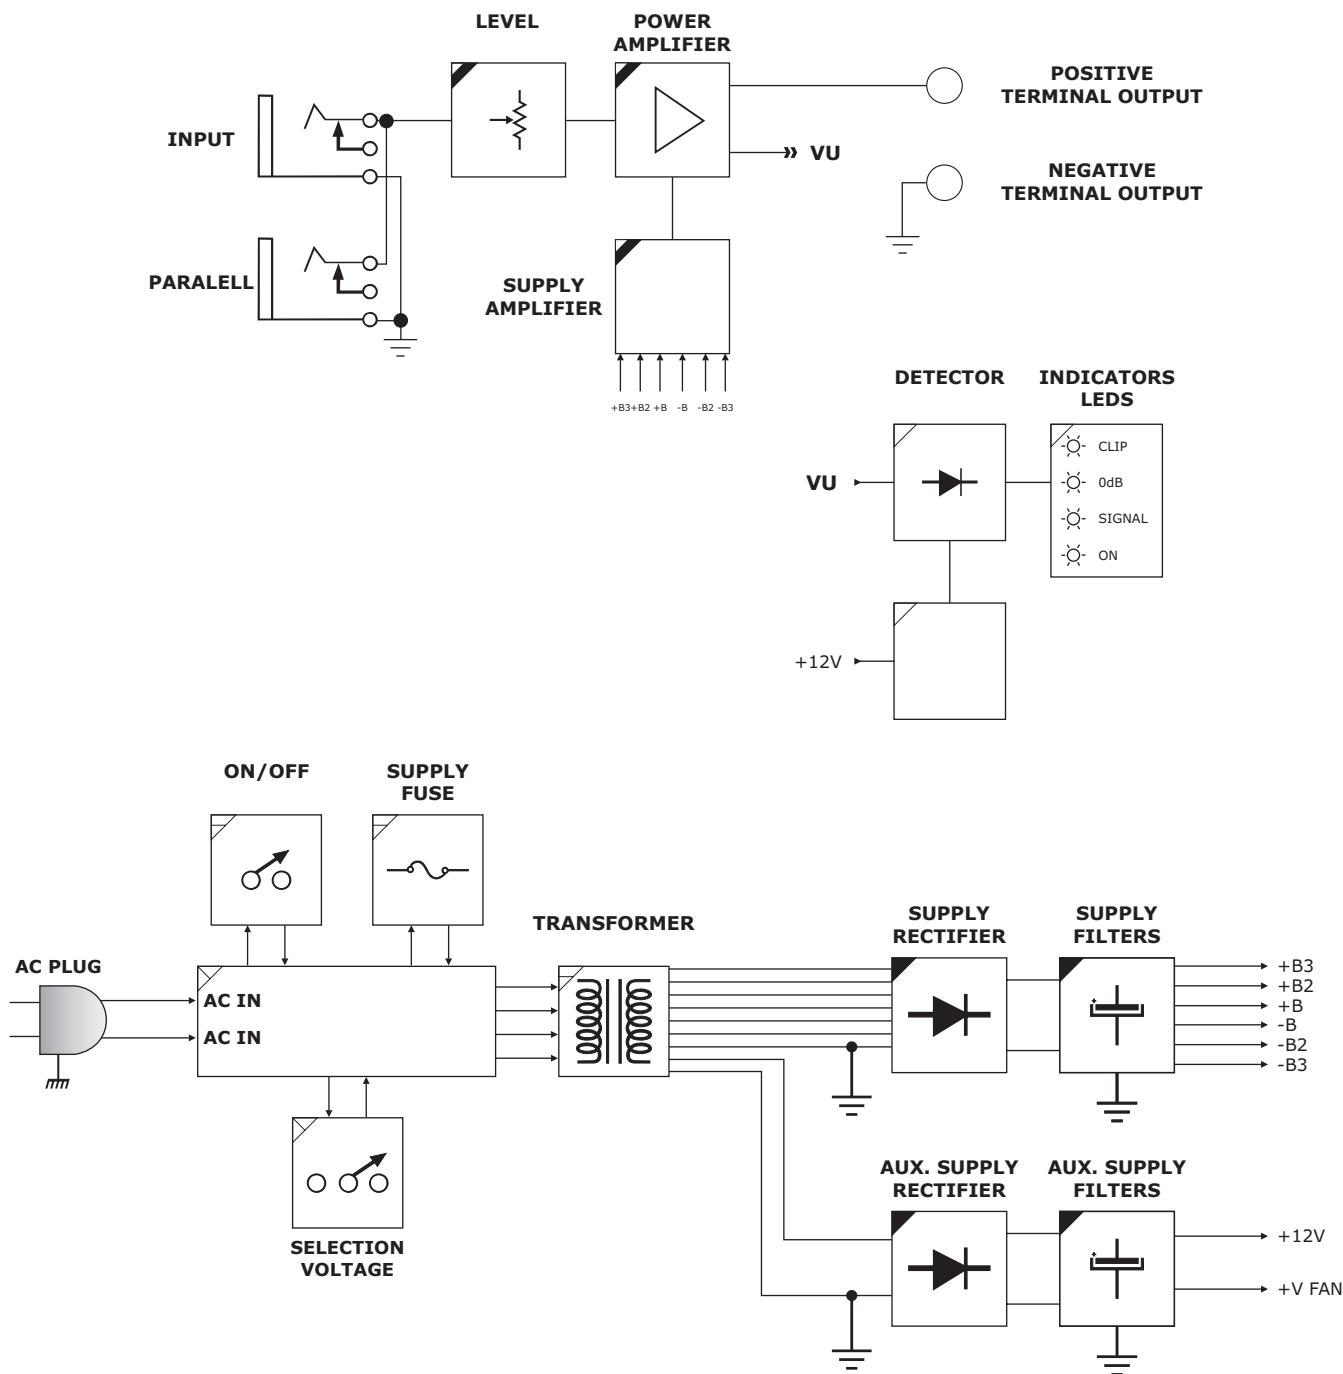 LEVEL
POWER
AMPLIFIER
POSITIVE
TERMINAL OUTPUT
INPUT
VU
NEGATIVE
TERMINAL OUTPUT
PARALELL
SUPPLY
AMPLIFIER
+B3 +B2 +B -B -B2 -B3
DETECTOR
INDICATORS
LEDS
CLIP
VU
0dB
SIGNAL
ON
+12V
ON/OFF
SUPPLY
FUSE
TRANSFORMER
SUPPLY
RECTIFIER
SUPPLY
FILTERS
AC PLUG
AC IN
AC IN
+B3
+B2
+B
-B
-B2
-B3
SELECTION
VOLTAGE
AUX. SUPPLY
RECTIFIER
AUX. SUPPLY
FILTERS
+12V
+V FAN